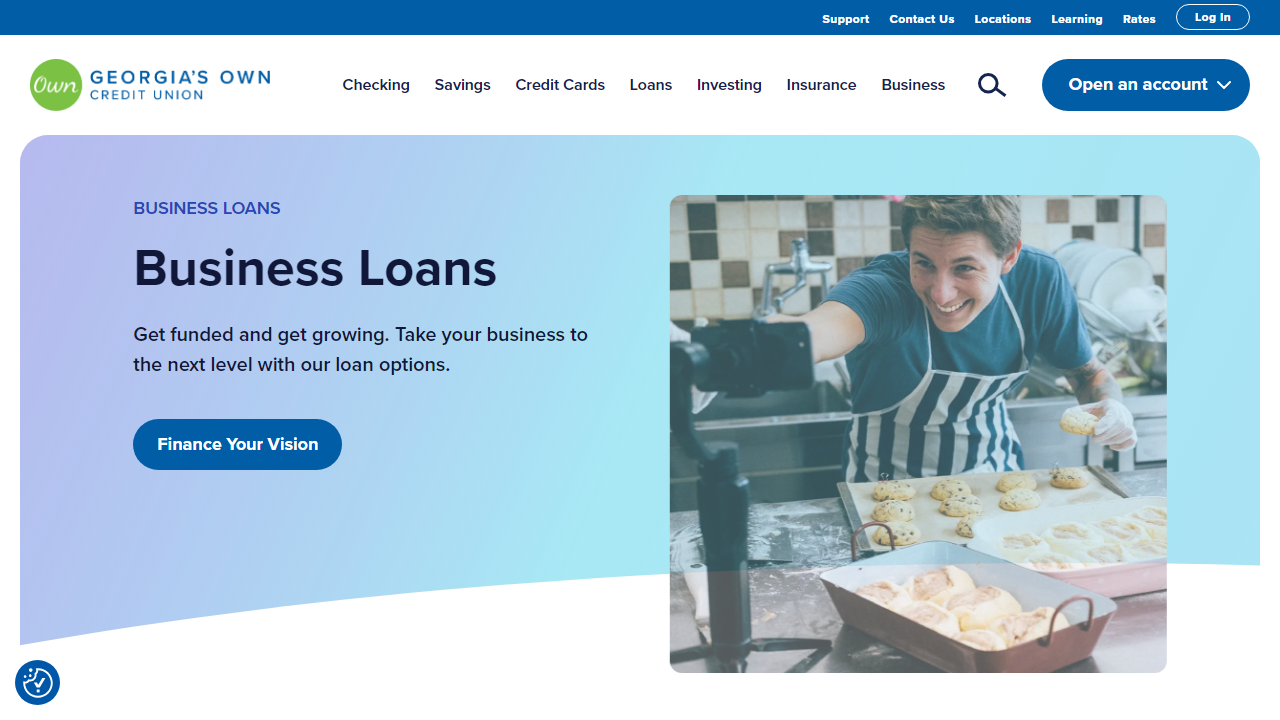 Support Contact Us Locations Learning Rates Log In
Own GEORGIA'S OWN
CREDIT UNION
Checking Savings Credit Cards Loans Investing Insurance Business Open an account
BUSINESS LOANS
Business Loans
Get funded and get growing. Take your business to
the next level with our loan options.
Finance Your Vision